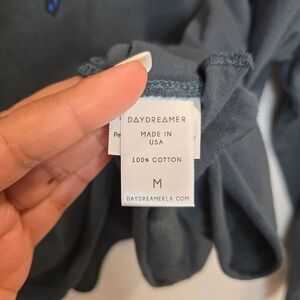 DAYDREAMER
MADE IN
USA
100% COTTON
M
DAYDREAMERLA.COM